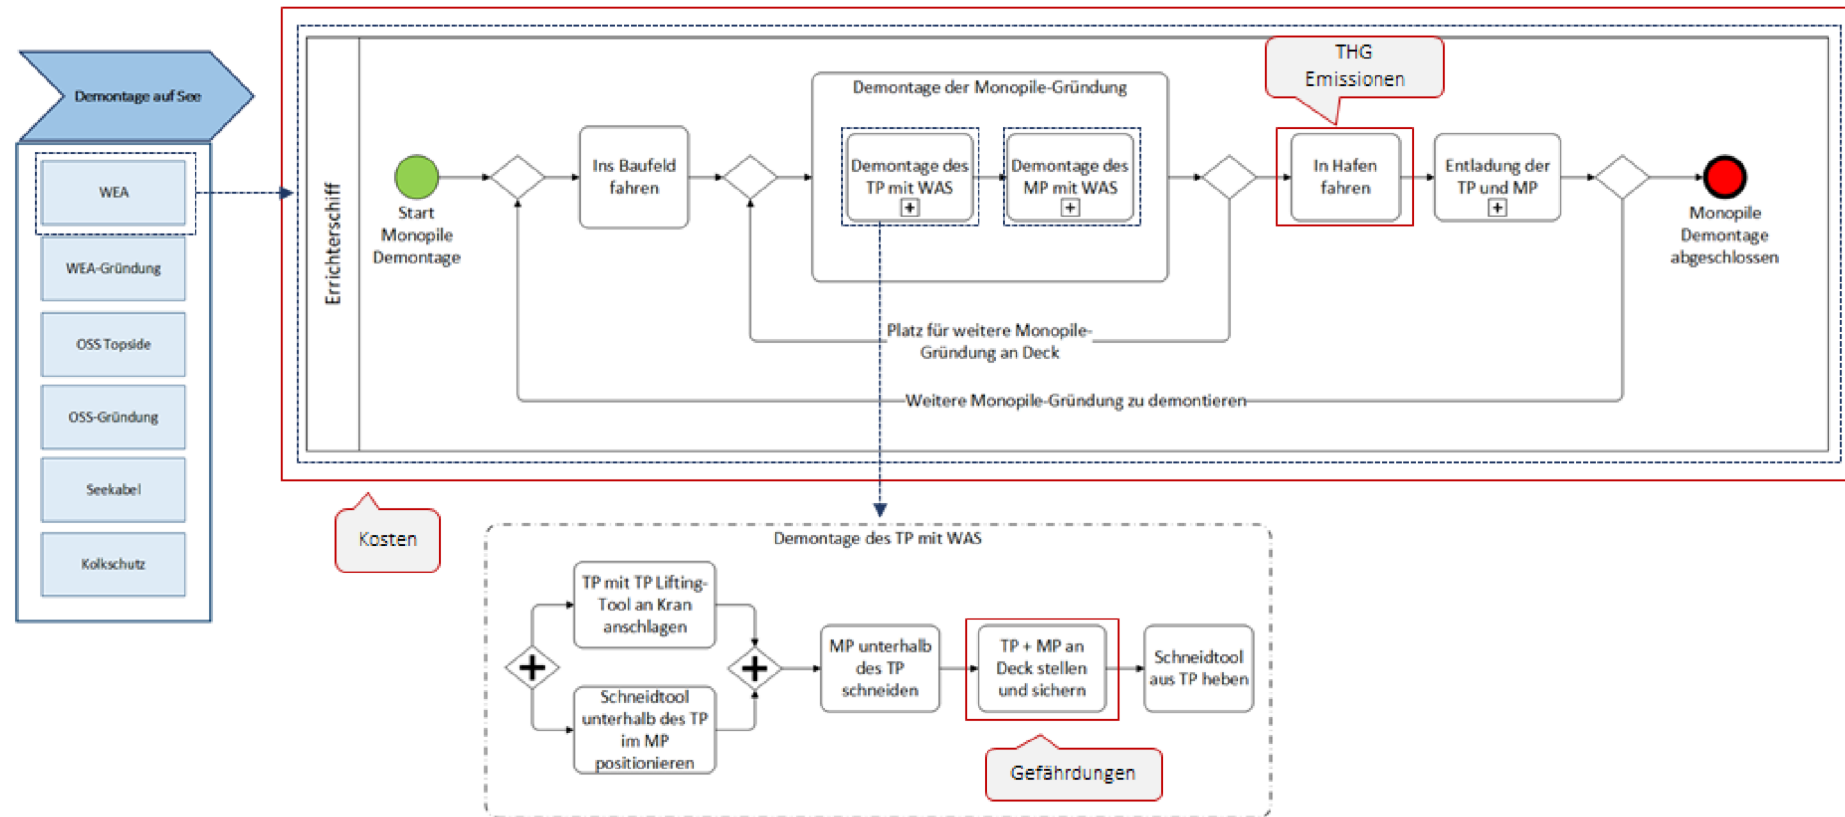 Demontage auf See
WEA
WEA-Gründung
OSS Topside
OSS-Gründung
Seekabel
Kolkschutz
Errichterschiff
Start
Monopile
Demontage
Ins Baufeld
fahren
Demontage der Monopile-Gründung
Demontage des
TP mit WAS
Demontage des
MP mit WAS
THG
Emissionen
In Hafen
fahren
Entladung der
TP und MP
Monopile
Demontage
abgeschlossen
Platz für weitere Monopile-
Gründung an Deck
Weitere Monopile-Gründung zu demontieren
Kosten
Demontage des TP mit WAS
TP mit TP Lifting-
Tool an Kran
anschlagen
Schneidtool
unterhalb des TP
im MP
positionieren
MP unterhalb
des TP
schneiden
TP + MP an
Deck stellen
und sichern
Schneidtool
aus TP heben
Gefährdungen